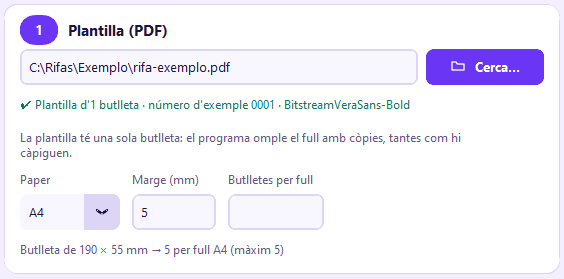 1 Plantilla (PDF)
C:\Rifas\Exemplo\rifa-exemplo.pdf Cerca...
✔ Plantilla d'1 butlleta · número d'exemple 0001 · BitstreamVeraSans-Bold
La plantilla té una sola butlleta: el programa omple el full amb còpies, tantes com hi
càpiguen.
Paper Marge (mm) Butlletes per full
A4 5
Butlleta de 190 × 55 mm → 5 per full A4 (màxim 5)